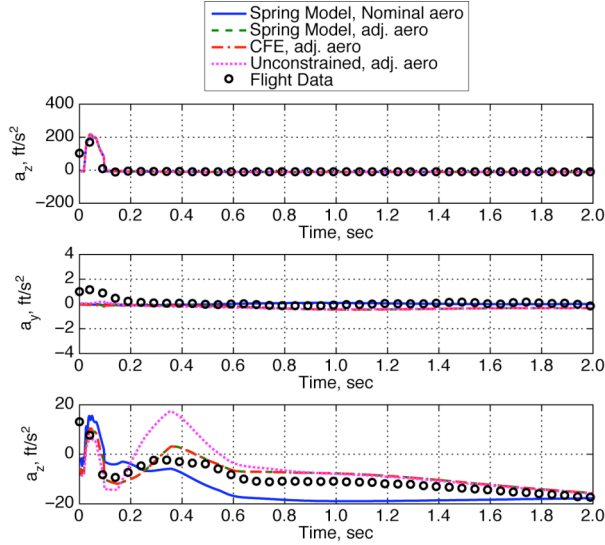 Spring Model, Nominal aero
Spring Model, adj. aero
CFE, adj. aero
Unconstrained, adj. aero
Flight Data
400
200
0
−200
a_z, ft/s²
0 0.2 0.4 0.6 0.8 1.0 1.2 1.4 1.6 1.8 2.0
Time, sec
4
2
0
−2
−4
a_y, ft/s²
0 0.2 0.4 0.6 0.8 1.0 1.2 1.4 1.6 1.8 2.0
Time, sec
20
0
−20
a_z, ft/s²
0 0.2 0.4 0.6 0.8 1.0 1.2 1.4 1.6 1.8 2.0
Time, sec